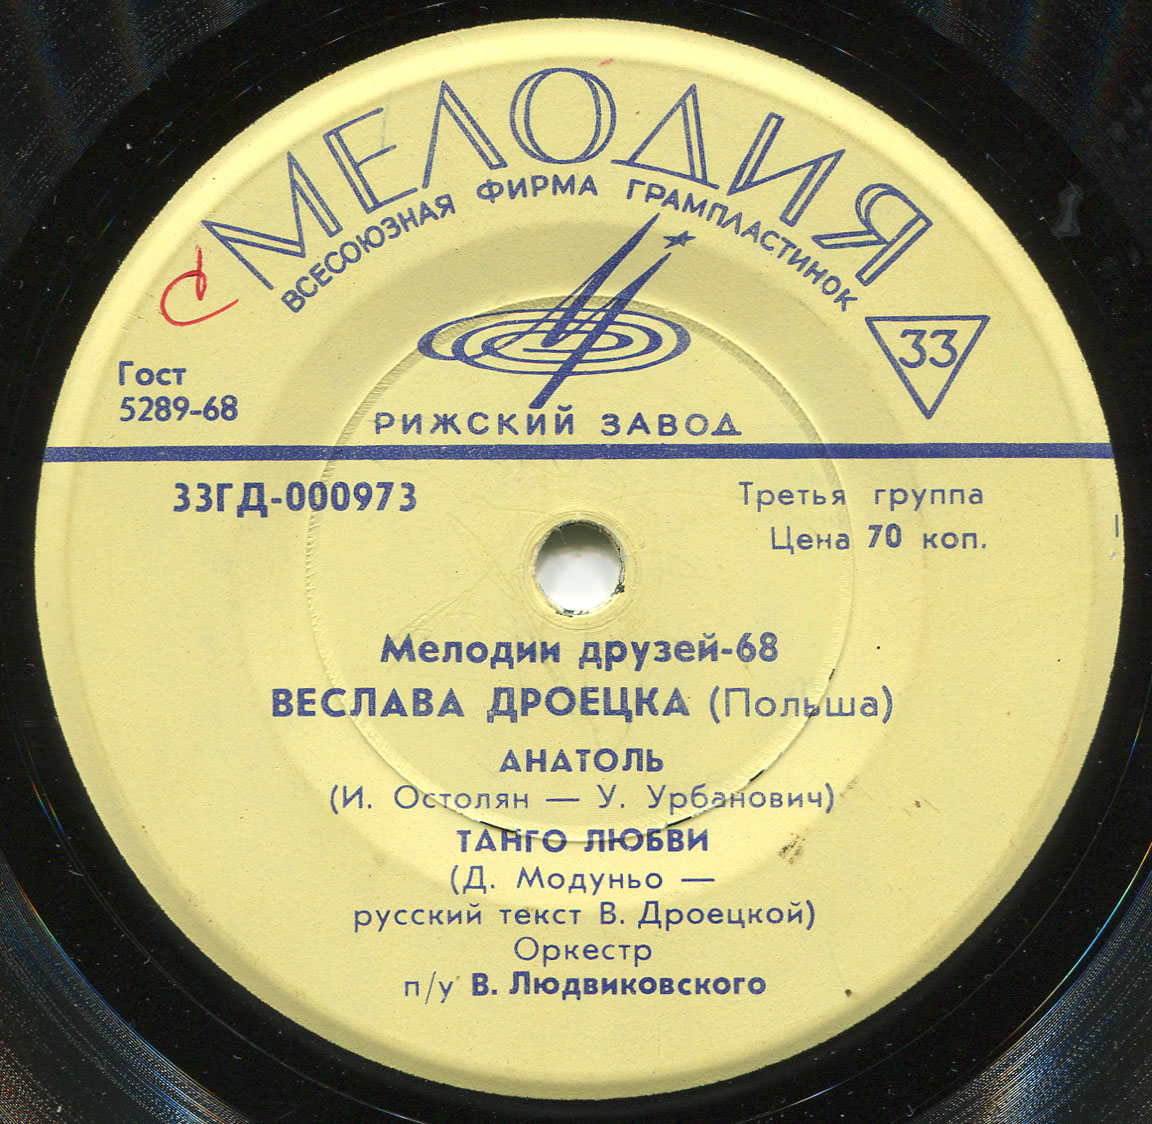 МЕЛОДИЯ
ВСЕСОЮЗНАЯ ФИРМА ГРАМПЛАСТИНОК
33
Гост
5289-68
РИЖСКИЙ ЗАВОД
33ГД-000973
Третья группа
Цена 70 коп.
Мелодии друзей-68
ВЕСЛАВА ДРОЕЦКА (Польша)
АНАТОЛЬ
(И. Остолян — У. Урбанович)
ТАНГО ЛЮБВИ
(Д. Модуньо —
русский текст В. Дроецкой)
Оркестр
п/у В. Людвиковского